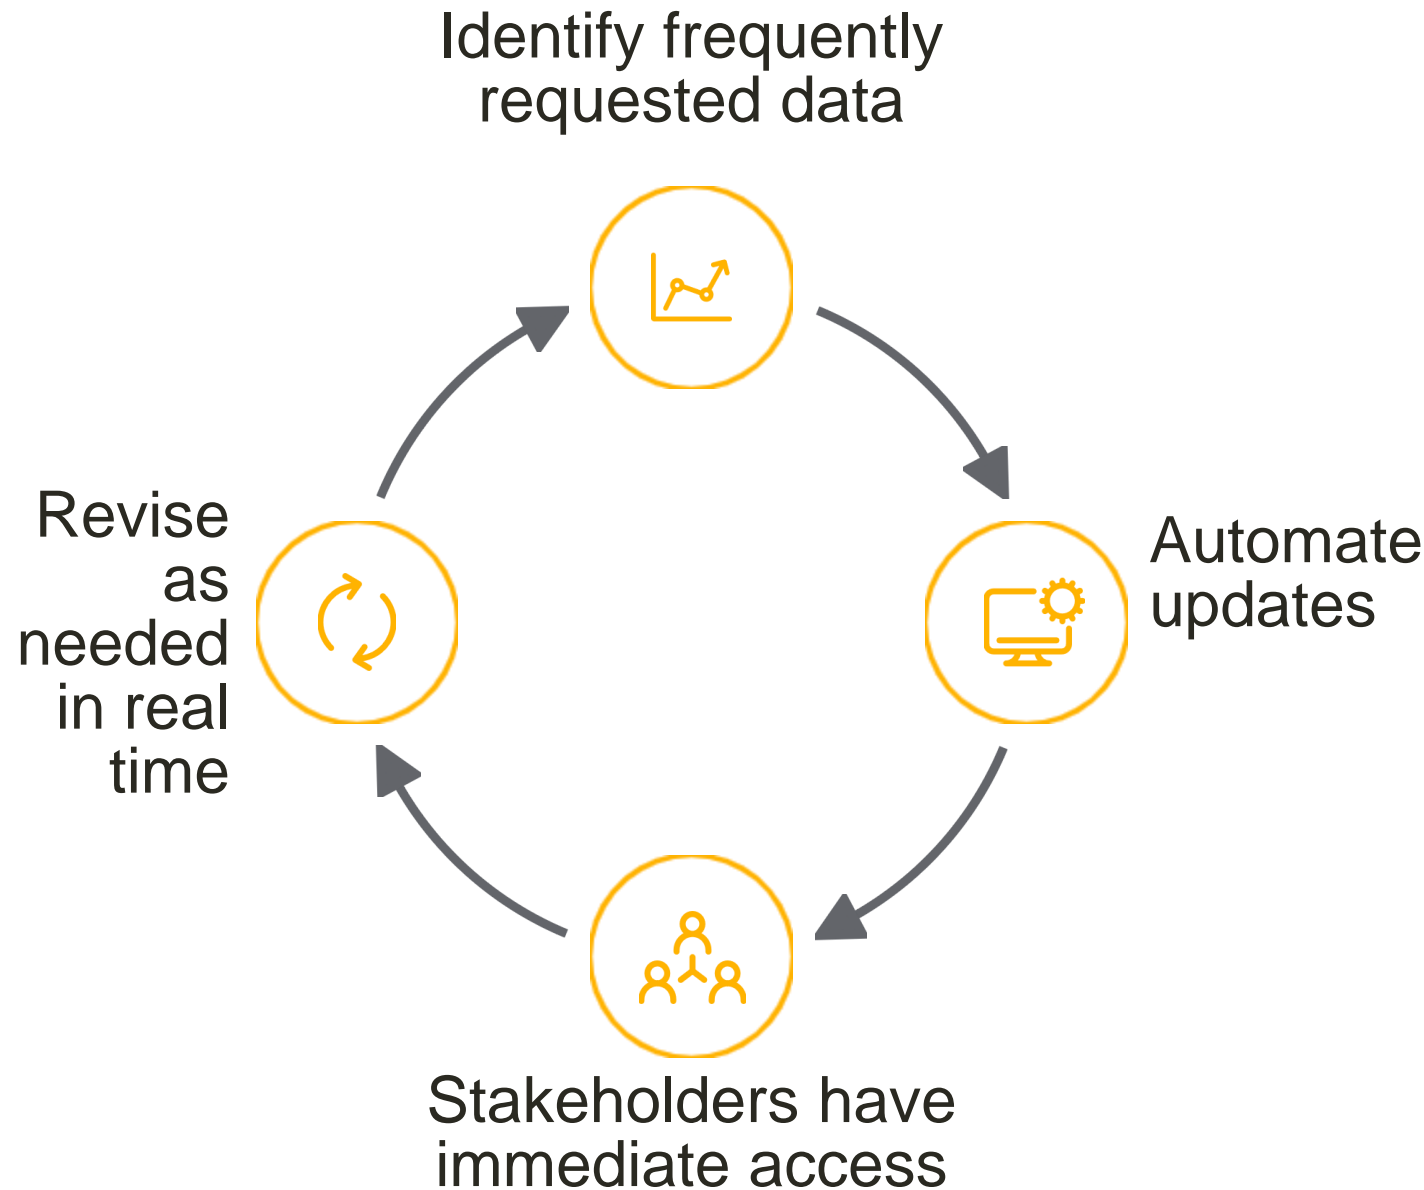 Identify frequently
requested data
Automate
updates
Stakeholders have
immediate access
Revise
as
needed
in real
time